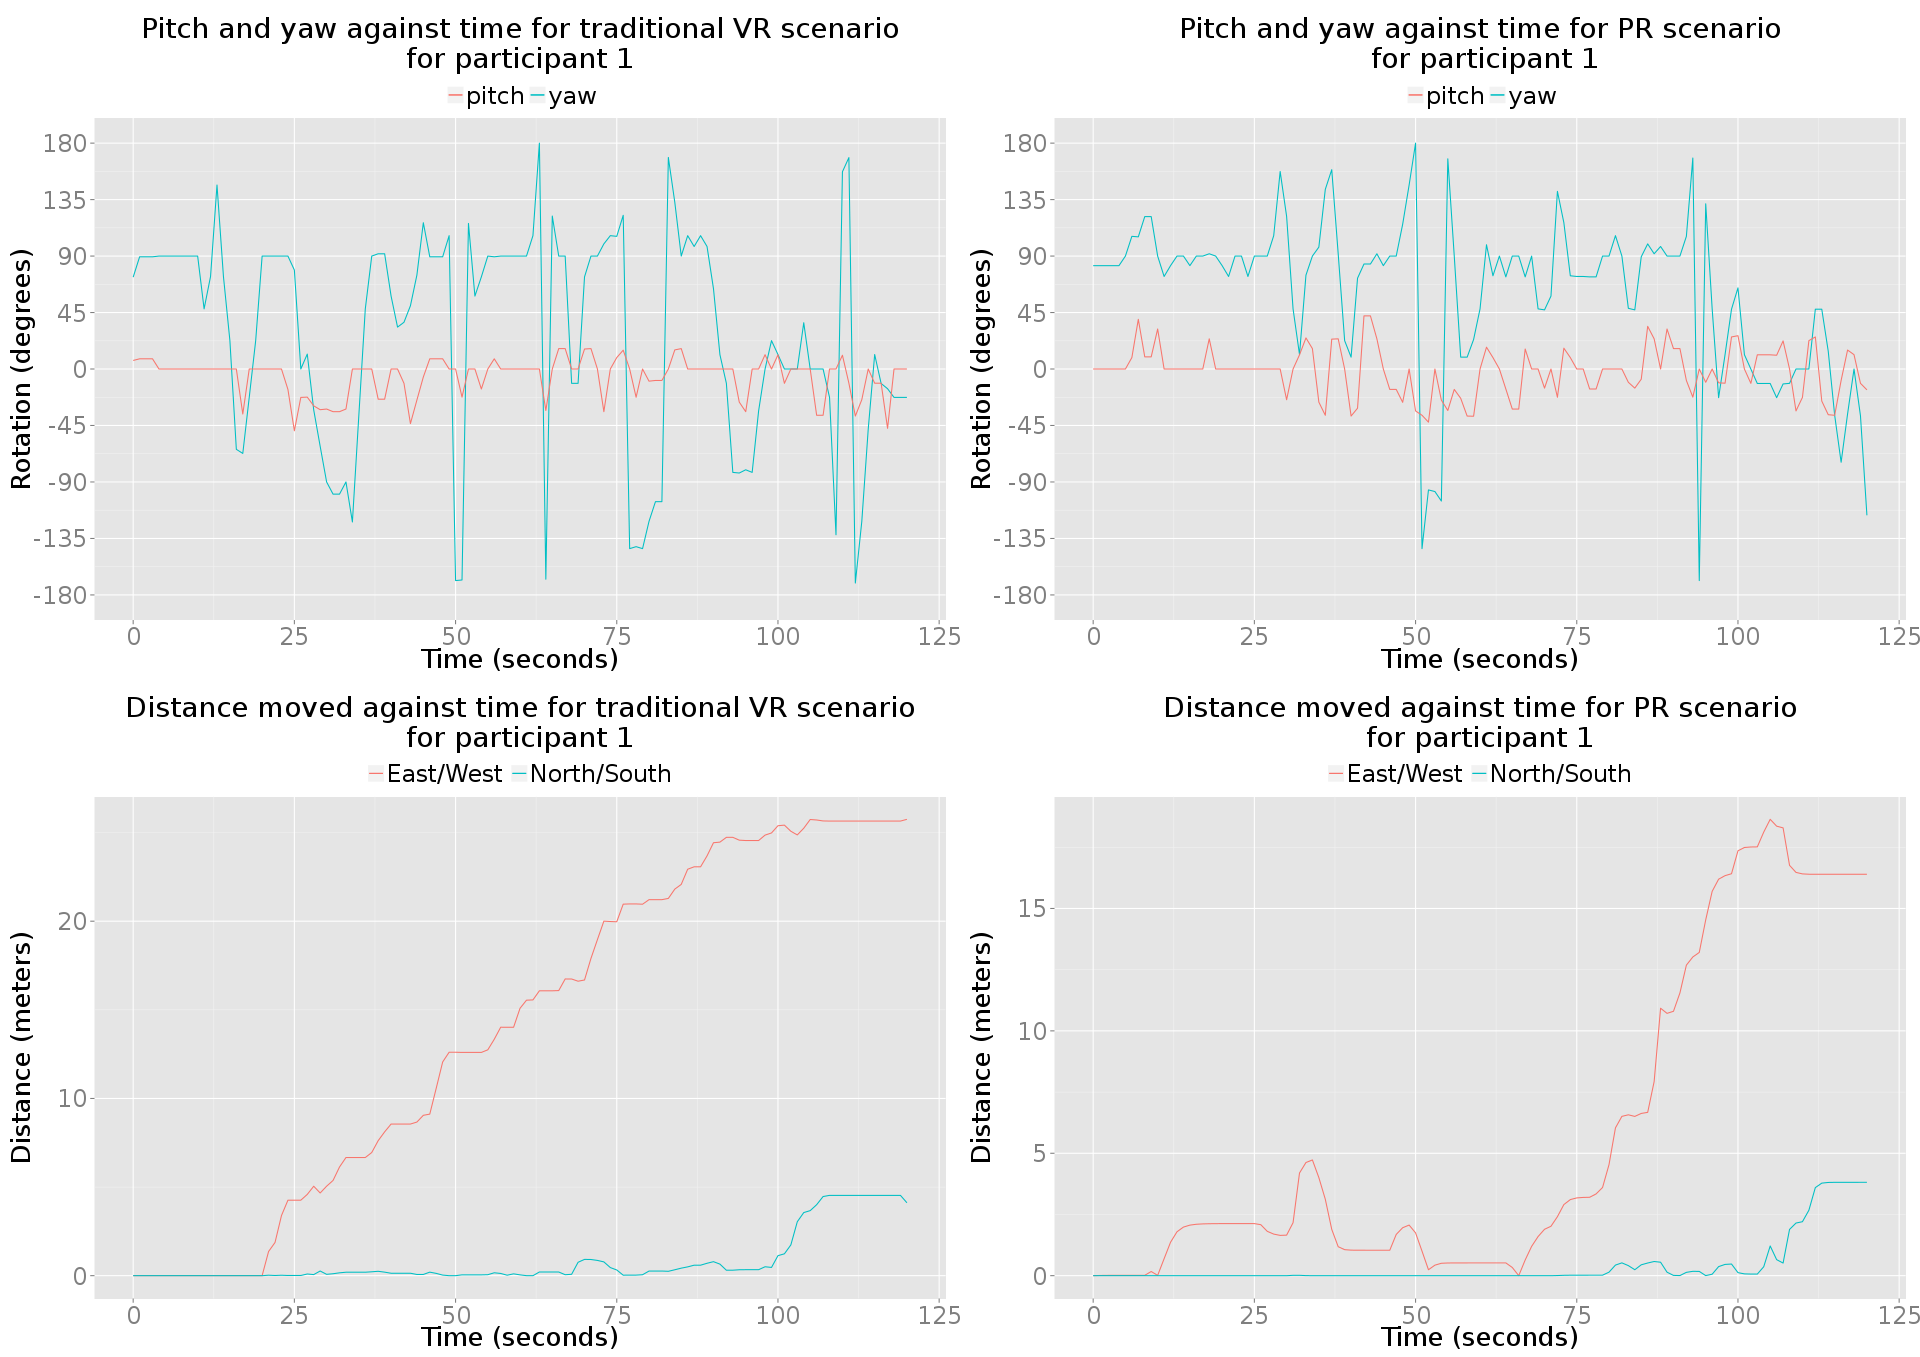 Pitch and yaw against time for traditional VR scenario
for participant 1
pitch yaw
180
135
90
45
0
-45
-90
-135
-180
Rotation (degrees)
0 25 50 75 100 125
Time (seconds)
Pitch and yaw against time for PR scenario
for participant 1
pitch yaw
180
135
90
45
0
-45
-90
-135
-180
Rotation (degrees)
0 25 50 75 100 125
Time (seconds)
Distance moved against time for traditional VR scenario
for participant 1
East/West North/South
20
10
0
Distance (meters)
0 25 50 75 100 125
Time (seconds)
Distance moved against time for PR scenario
for participant 1
East/West North/South
15
10
5
0
Distance (meters)
0 25 50 75 100 125
Time (seconds)